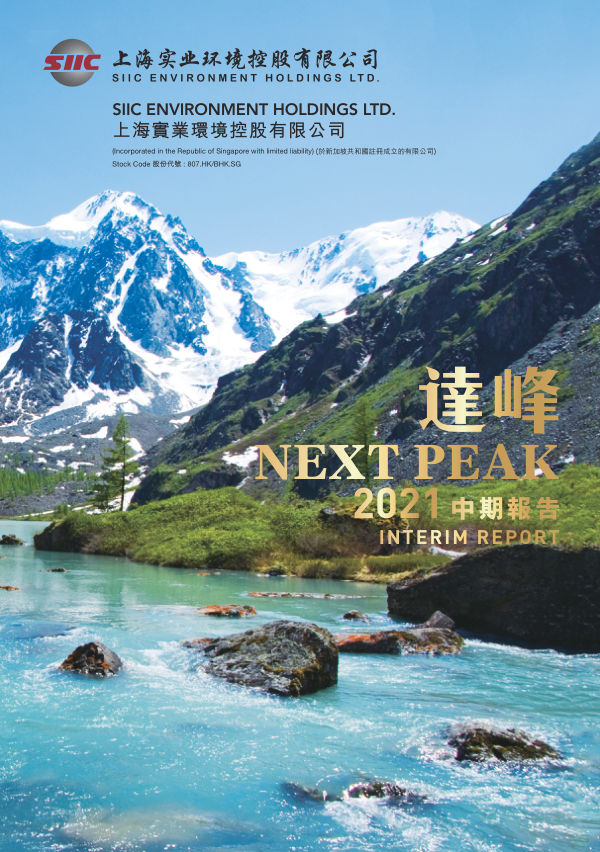 SIIC
上海实业环境控股有限公司
SIIC ENVIRONMENT HOLDINGS LTD.
SIIC ENVIRONMENT HOLDINGS LTD.
上海實業環境控股有限公司
(Incorporated in the Republic of Singapore with limited liability) (於新加坡共和國註冊成立的有限公司)
Stock Code 股份代號 : 807.HK/BHK.SG
達峰
NEXT PEAK
2021 中期報告
INTERIM REPORT